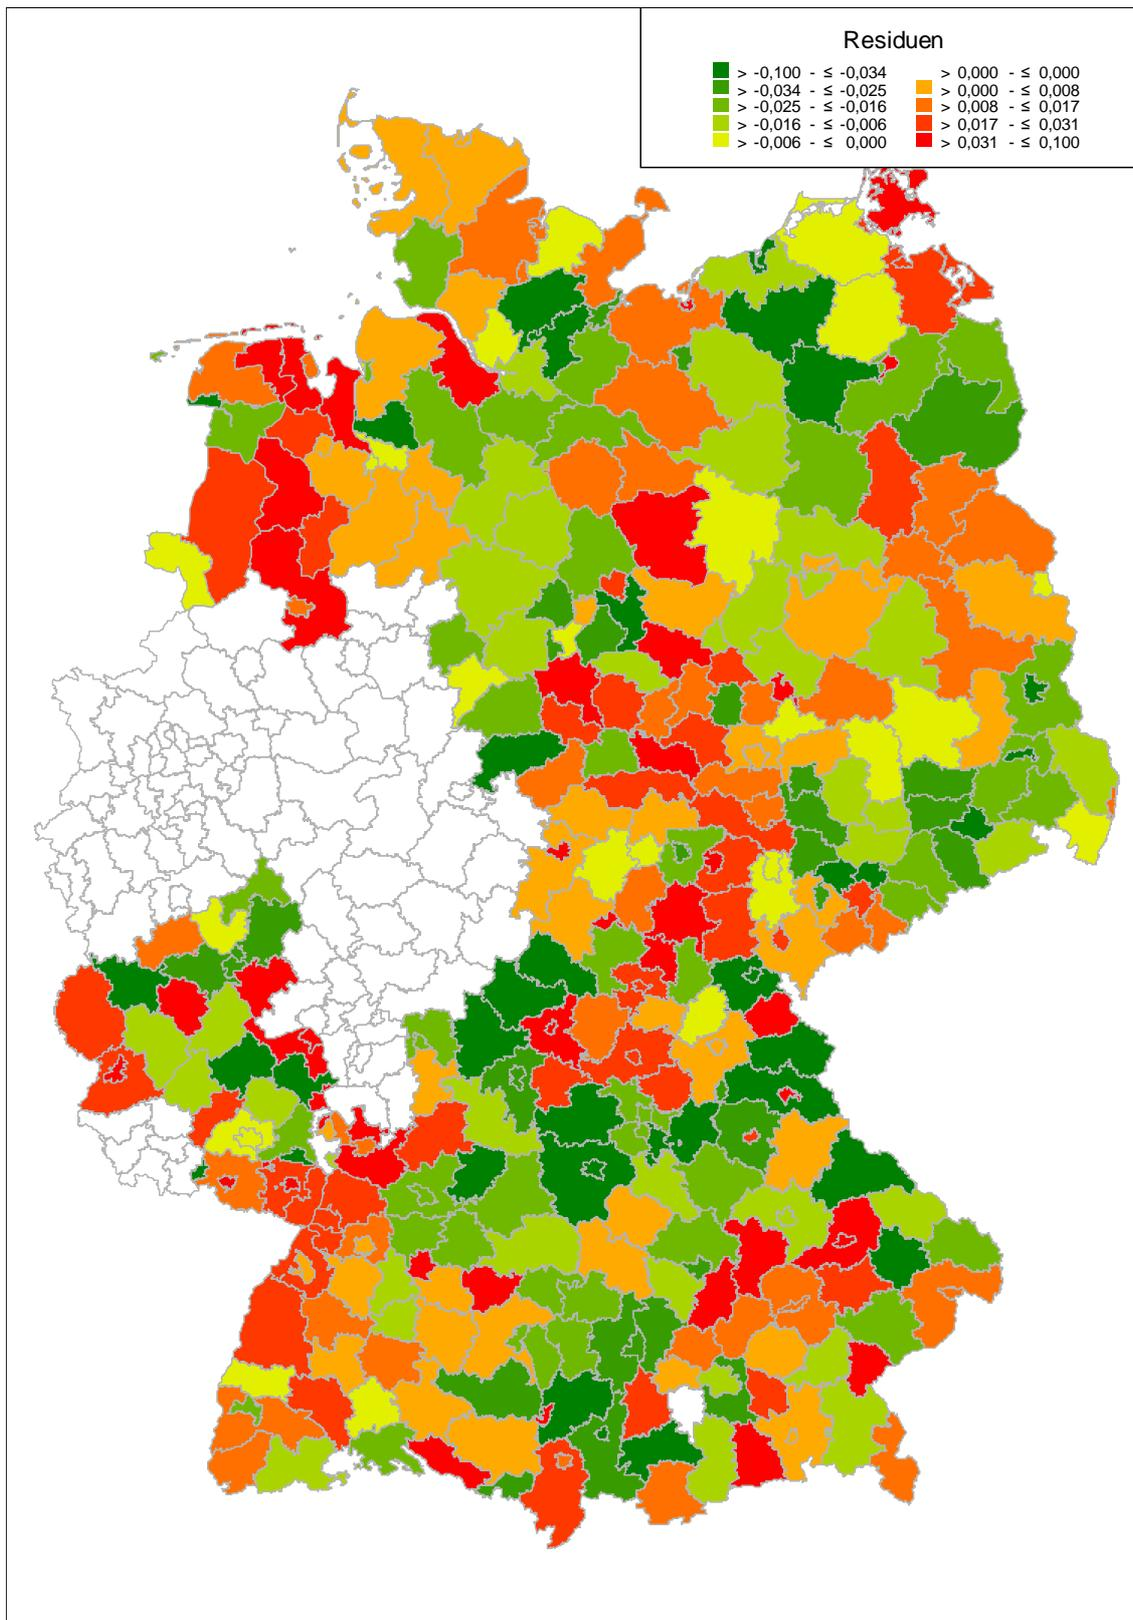 Residuen
> -0,100 - ≤ -0,034
> -0,034 - ≤ -0,025
> -0,025 - ≤ -0,016
> -0,016 - ≤ -0,006
> -0,006 - ≤ 0,000
> 0,000 - ≤ 0,000
> 0,000 - ≤ 0,008
> 0,008 - ≤ 0,017
> 0,017 - ≤ 0,031
> 0,031 - ≤ 0,100